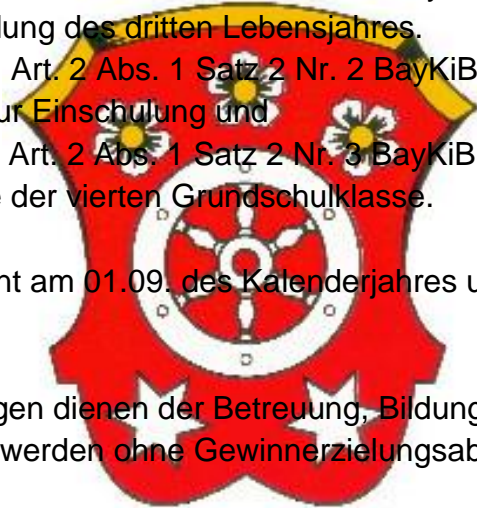 lung des dritten Lebensjahres.
Art. 2 Abs. 1 Satz 2 Nr. 2 BayKiB
ur Einschulung und
Art. 2 Abs. 1 Satz 2 Nr. 3 BayKiB
der vierten Grundschulklasse.
nt am 01.09. des Kalenderjahres u
gen dienen der Betreuung, Bildung
werden ohne Gewinnerzielungsab